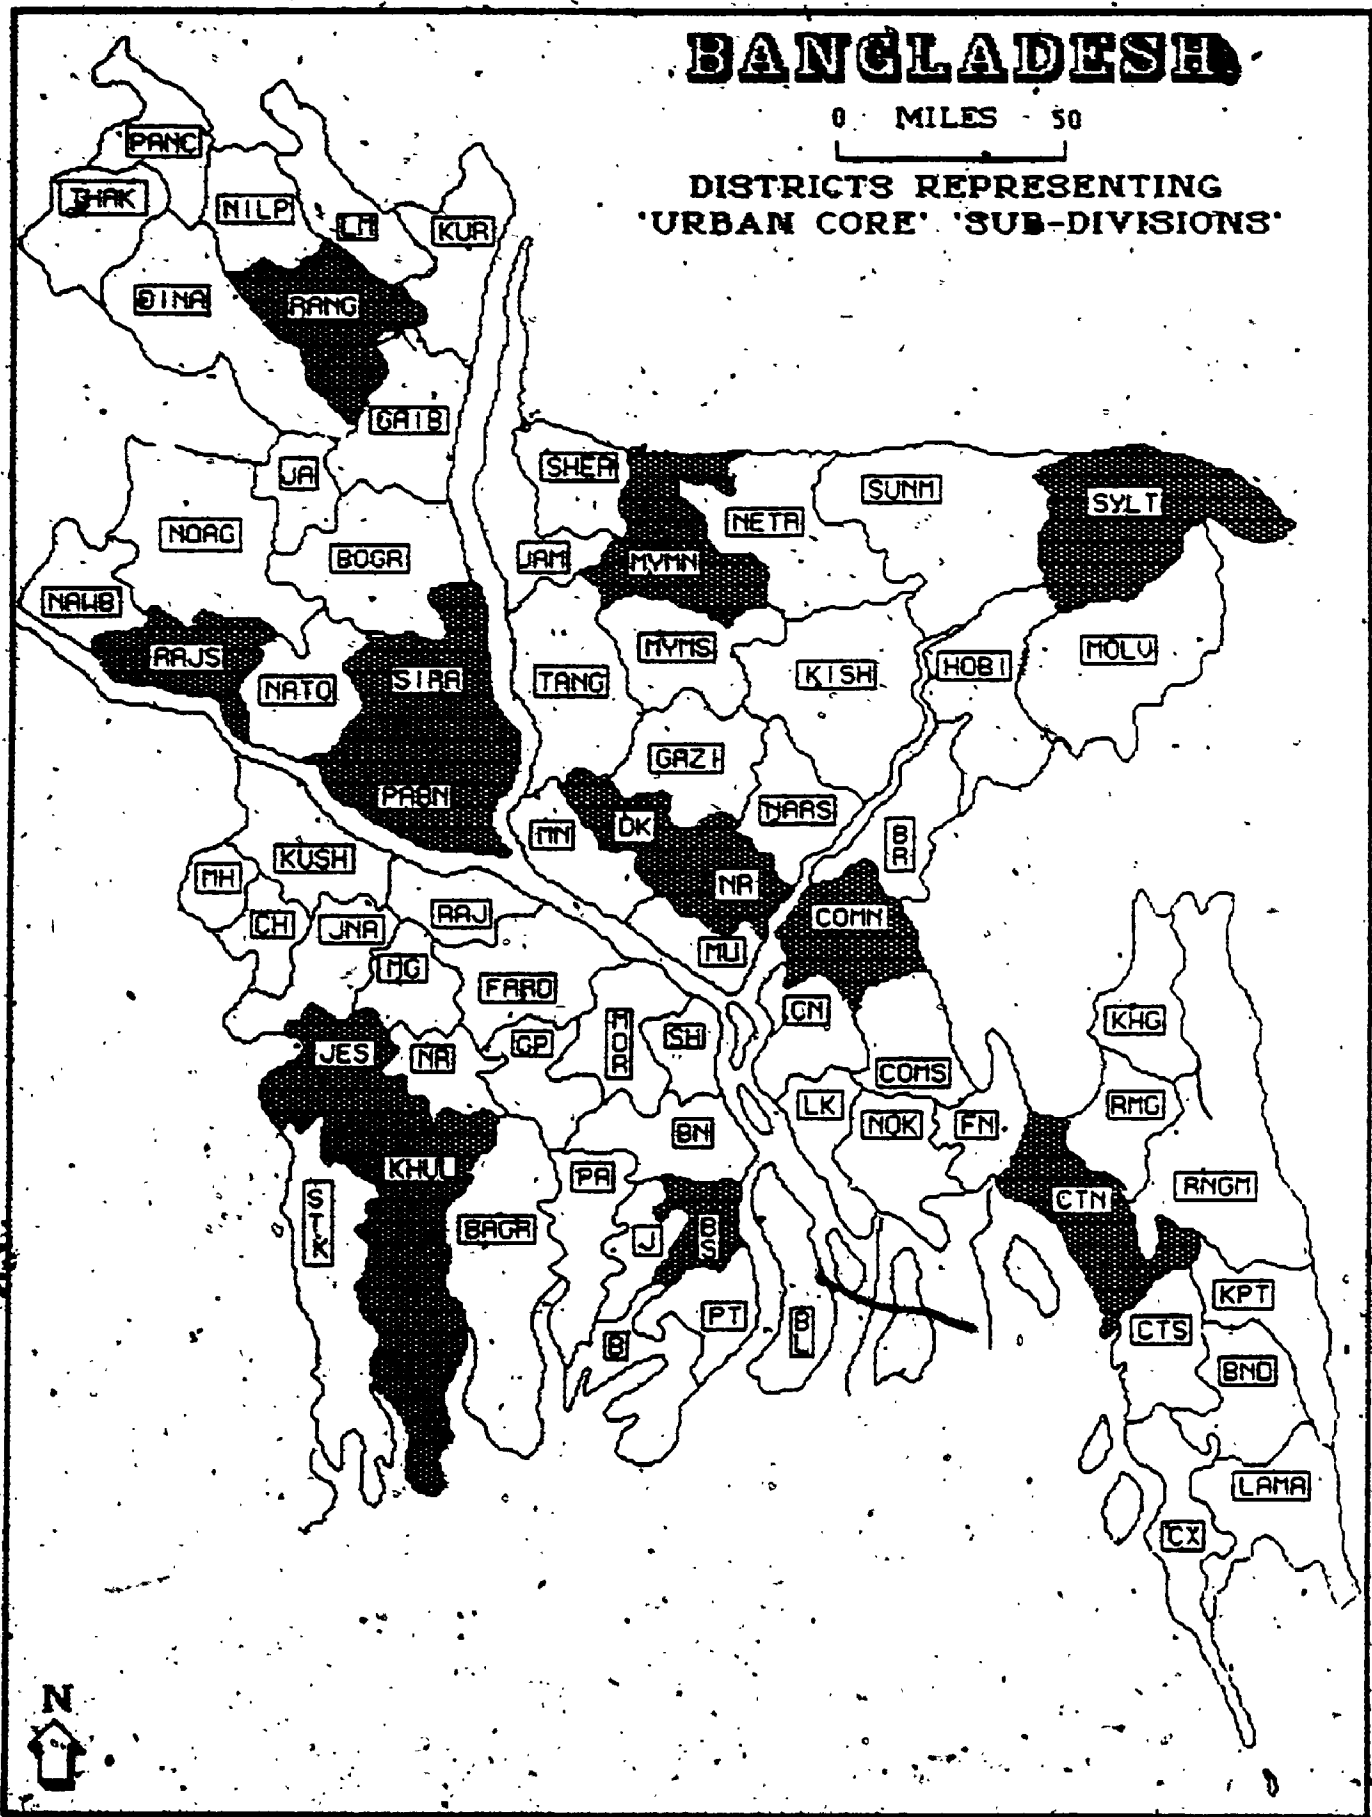 BANGLADESH
0 MILES 50
DISTRICTS REPRESENTING
'URBAN CORE' 'SUB-DIVISIONS'
PANC
THAK
NILP
LM
KUR
DINA
RANG
GAIB
JA
SHER
SUNM
SYLT
NOAG
BOGR
JAM
MYMN
NETR
NAWB
RAJS
NATO
SIRA
TANG
MYMS
KISH
HOBI
MOLV
GAZI
PABN
MN
DK
NARS
BR
KUSH
MH
NR
CH
JNA
RAJ
COMN
MU
MG
FARD
CN
KHG
JES
NR
GP
MDR
SH
COMS
LK
NOK
FN
RMG
BN
KHUL
PR
STK
BAGR
J
BS
CTN
RNGM
PT
BL
B
KPT
CTS
BND
LAMA
CX
N